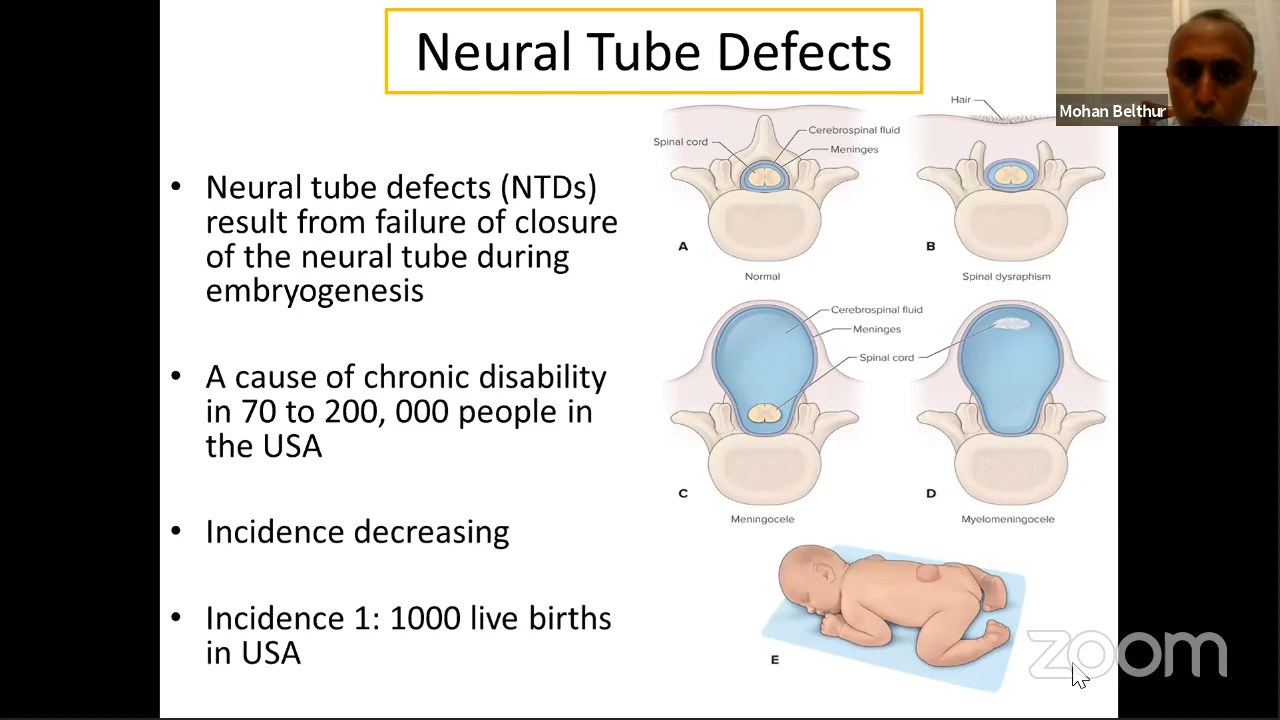 Neural Tube Defects
Mohan Belthur
• Neural tube defects (NTDs)
result from failure of closure
of the neural tube during
embryogenesis
• A cause of chronic disability
in 70 to 200, 000 people in
the USA
• Incidence decreasing
• Incidence 1: 1000 live births
in USA
Spinal cord
Cerebrospinal fluid
Meninges
A
Normal
Hair
B
Spinal dysraphism
Cerebrospinal fluid
Meninges
Spinal cord
C
Meningocele
D
Myelomeningocele
E
zoom